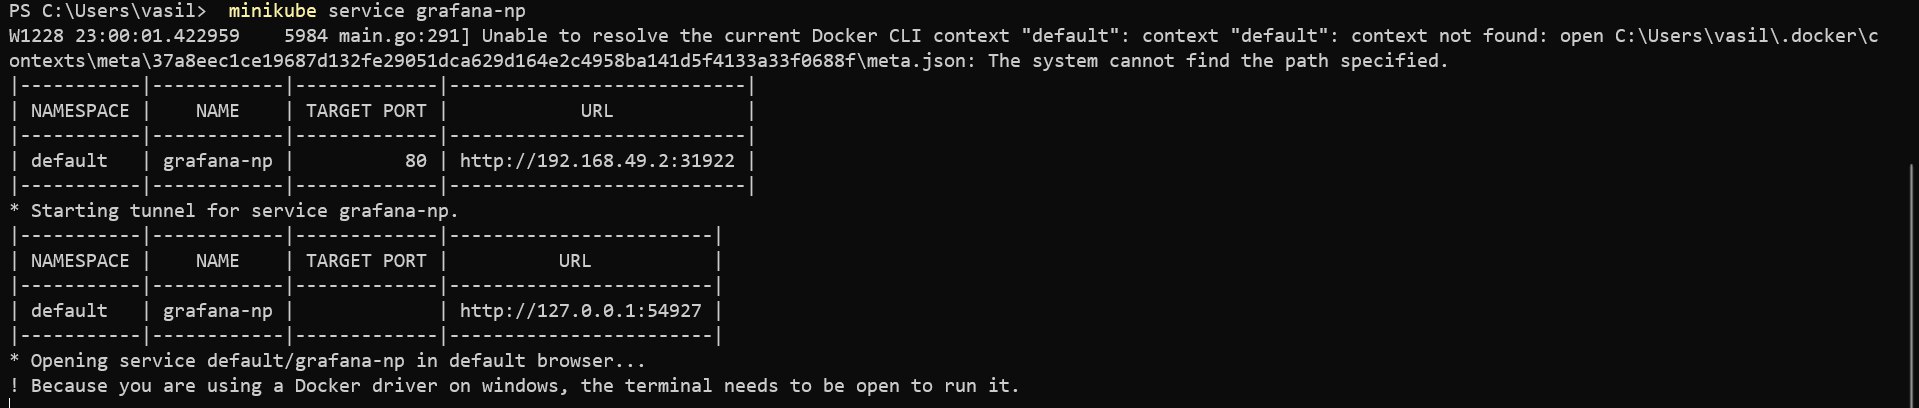 PS C:\Users\vasil>  minikube service grafana-np
W1228 23:00:01.422959    5984 main.go:291] Unable to resolve the current Docker CLI context "default": context "default": context not found: open C:\Users\vasil\.docker\c
ontexts\meta\37a8eec1ce19687d132fe29051dca629d164e2c4958ba141d5f4133a33f0688f\meta.json: The system cannot find the path specified.
|-----------|------------|-------------|---------------------------|
| NAMESPACE |    NAME    | TARGET PORT |            URL            |
|-----------|------------|-------------|---------------------------|
| default   | grafana-np |          80 | http://192.168.49.2:31922 |
|-----------|------------|-------------|---------------------------|
* Starting tunnel for service grafana-np.
|-----------|------------|-------------|------------------------|
| NAMESPACE |    NAME    | TARGET PORT |          URL           |
|-----------|------------|-------------|------------------------|
| default   | grafana-np |             | http://127.0.0.1:54927 |
|-----------|------------|-------------|------------------------|
* Opening service default/grafana-np in default browser...
! Because you are using a Docker driver on windows, the terminal needs to be open to run it.